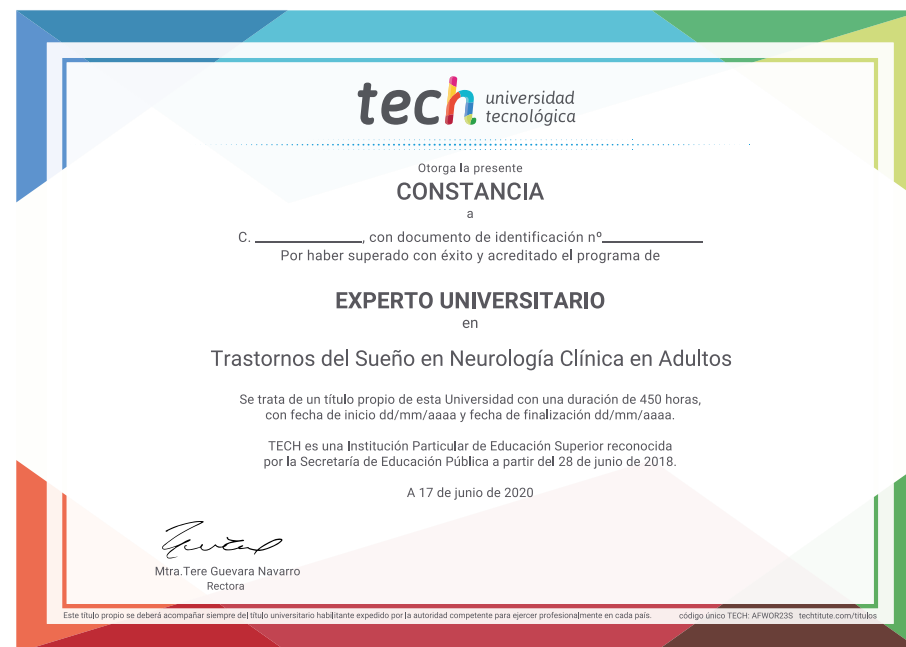 tech universidad
tecnológica
Otorga la presente
CONSTANCIA
a
C. ____________, con documento de identificación nº____________
Por haber superado con éxito y acreditado el programa de
EXPERTO UNIVERSITARIO
en
Trastornos del Sueño en Neurología Clínica en Adultos
Se trata de un título propio de esta Universidad con una duración de 450 horas,
con fecha de inicio dd/mm/aaaa y fecha de finalización dd/mm/aaaa.
TECH es una Institución Particular de Educación Superior reconocida
por la Secretaría de Educación Pública a partir del 28 de junio de 2018.
A 17 de junio de 2020
Mtra.Tere Guevara Navarro
Rectora
Este título propio se deberá acompañar siempre del título universitario habilitante expedido por la autoridad competente para ejercer profesionalmente en cada país. código único TECH: AFWOR23S techtitute.com/titulos